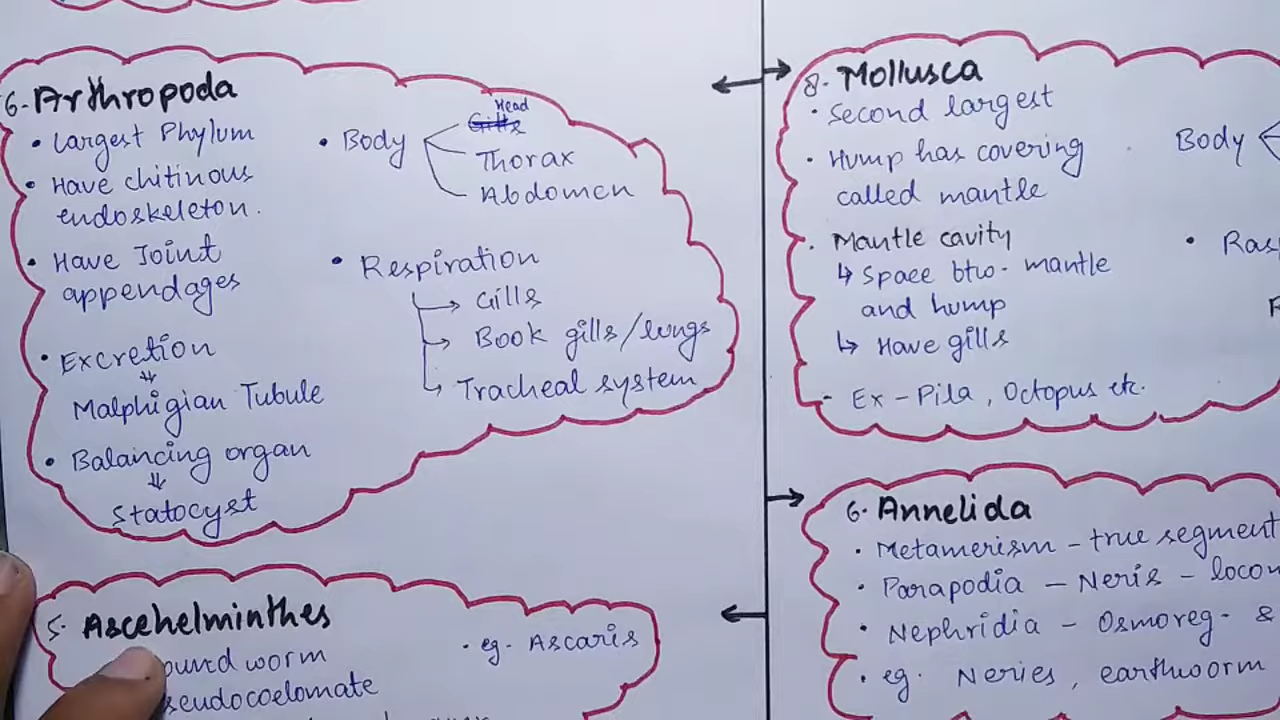 6. Arthropoda
• Largest Phylum
• Have chitinous
endoskeleton.
• Have Joint
appendages
• Excretion
Malphigian Tubule
• Balancing organ
Statocyst
• Body
Head
Thorax
Abdomen
• Respiration
Gills
Book gills/lungs
Tracheal system
8. Mollusca
• Second largest
• Hump has covering
called mantle
• Mantle cavity
↳ Space btw. mantle
and hump
↳ Have gills
- Ex - Pila, Octopus etc.
Body
5. Ascehelminthes
worm
• eg. Ascaris
6. Annelida
• Metamerism - true segment
• Parapodia - Neris - locom
• Nephridia - Osmoreg. &
• eg. Neries, earthworm